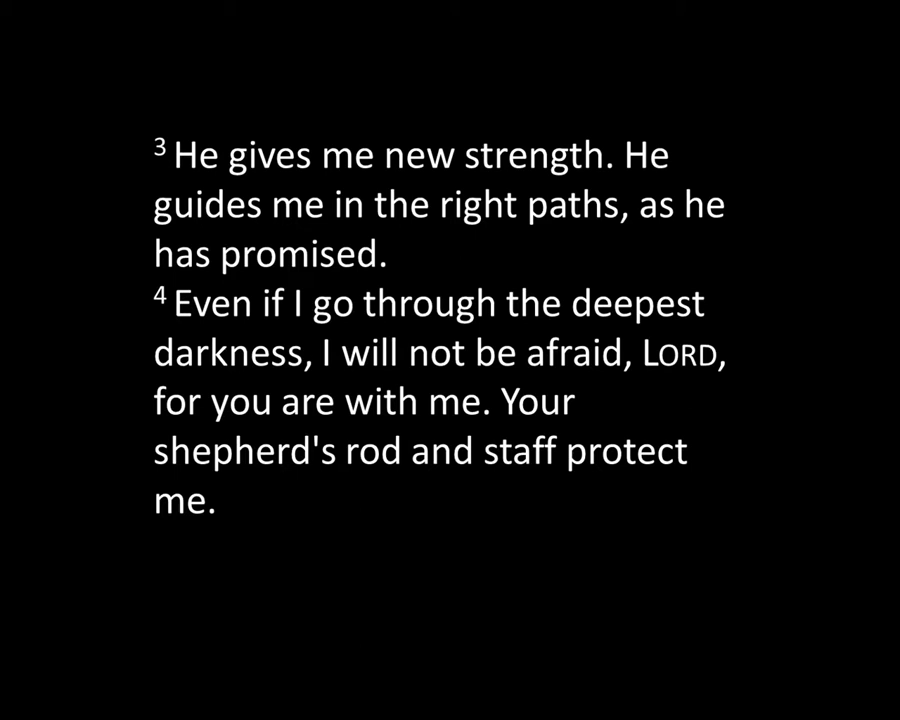 3 He gives me new strength. He
guides me in the right paths, as he
has promised.
4 Even if I go through the deepest
darkness, I will not be afraid, LORD,
for you are with me. Your
shepherd's rod and staff protect
me.